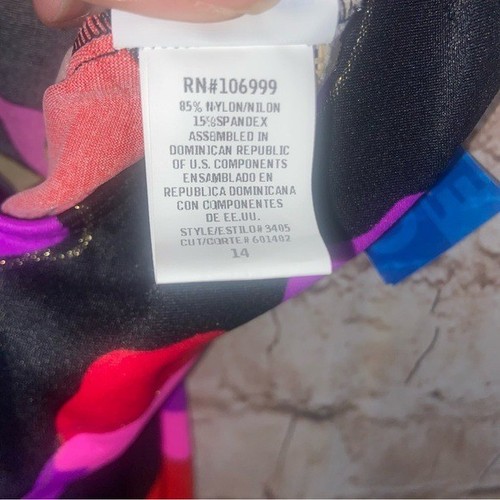 RN#106999
85% NYLON/NILON
15% SPANDEX
ASSEMBLED IN
DOMINICAN REPUBLIC
OF U.S. COMPONENTS
ENSAMBLADO EN
REPUBLICA DOMINICANA
CON COMPONENTES
DE EE.UU.
STYLE/ESTILO# 3405
CUT/CORTE# 601402
14